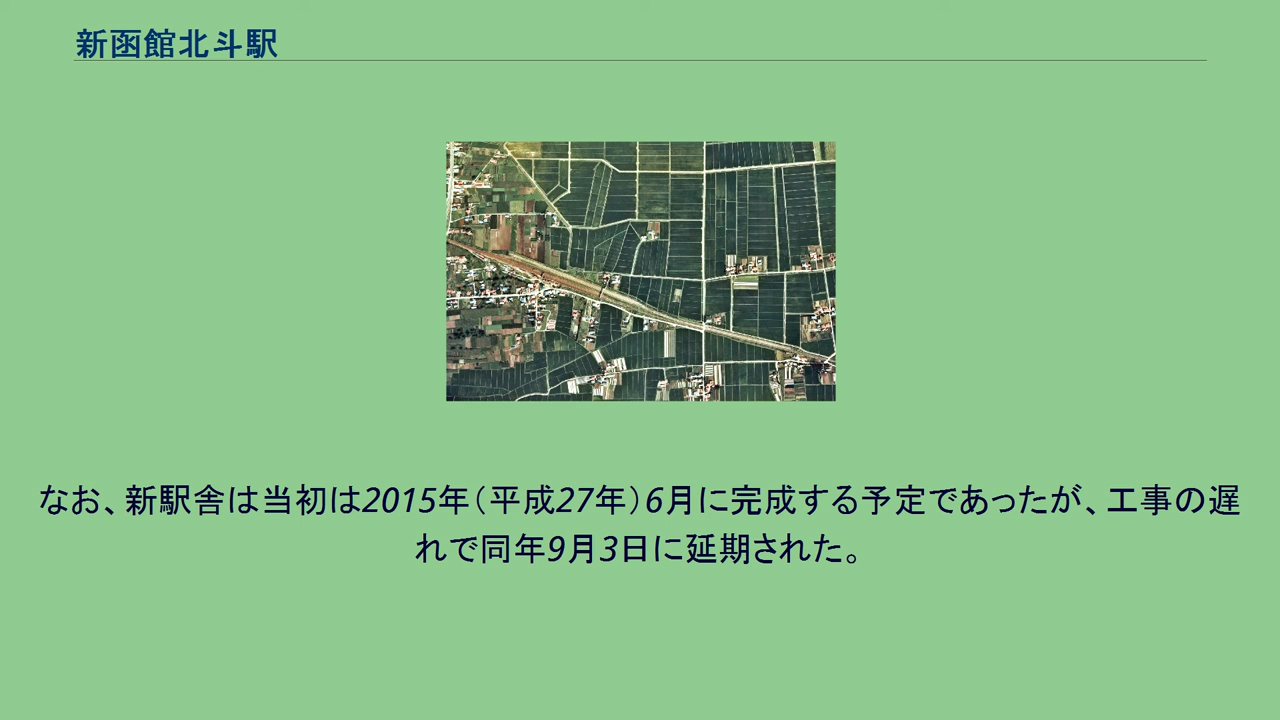 新函館北斗駅
なお、新駅舎は当初は2015年（平成27年）6月に完成する予定であったが、工事の遅
れで同年9月3日に延期された。